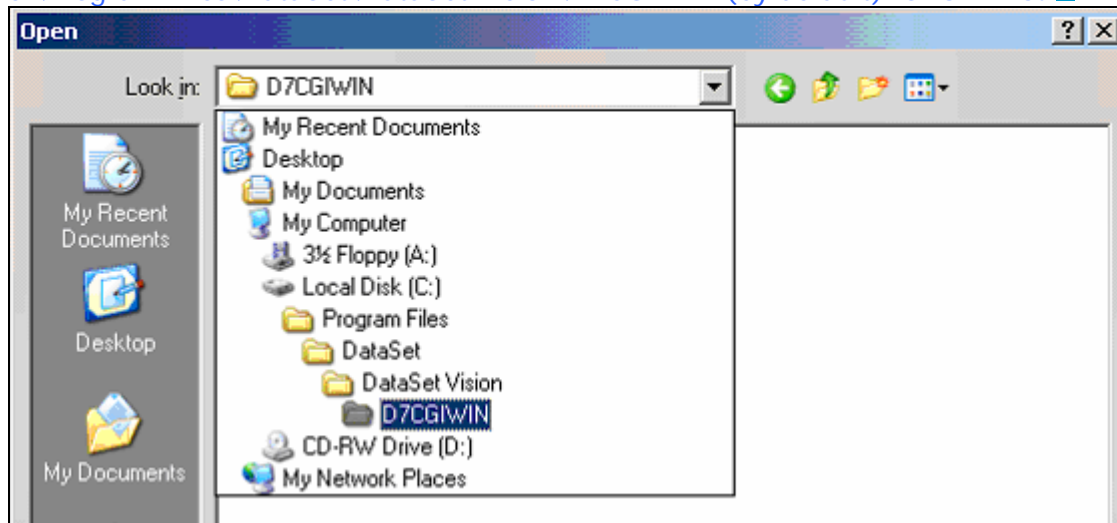 Open
Look in:
D7CGIWIN
My Recent Documents
Desktop
My Documents
My Computer
3½ Floppy (A:)
Local Disk (C:)
Program Files
DataSet
DataSet Vision
D7CGIWIN
CD-RW Drive (D:)
My Network Places
My Recent
Documents
Desktop
My Documents